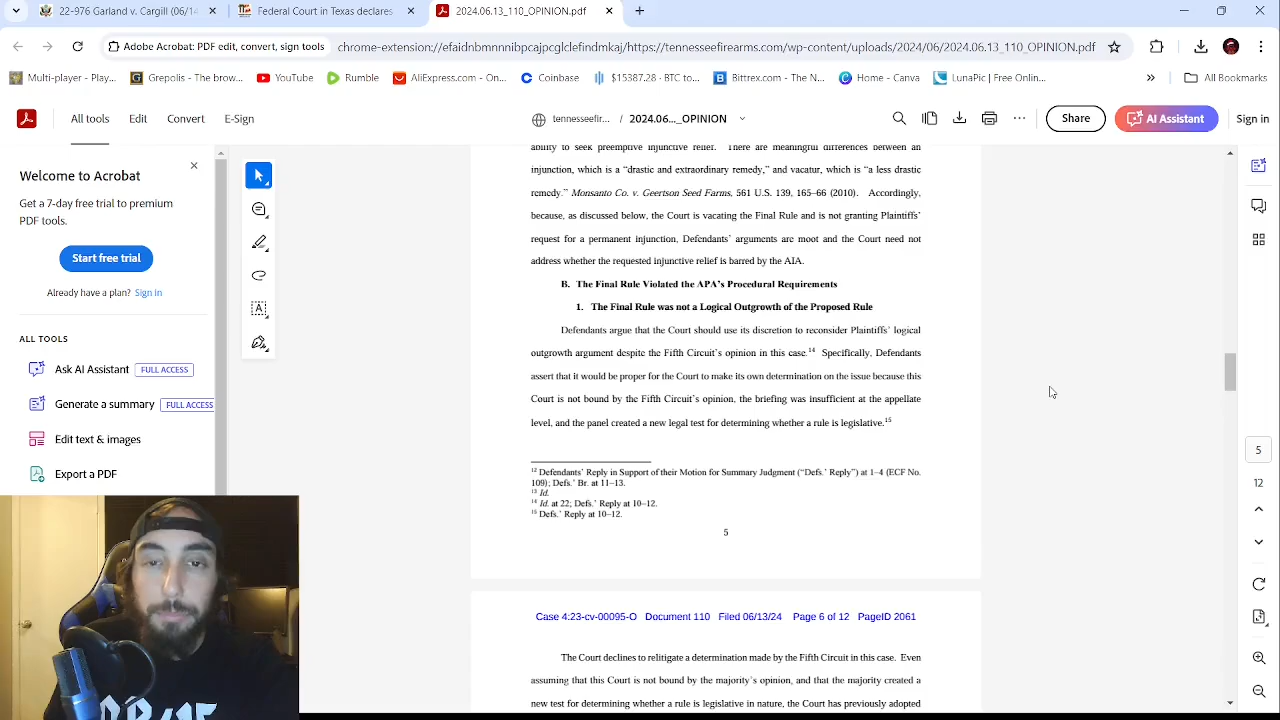 22-976 Garland v. Cargill (06/1
Federal Court in Texas declares
2024.06.13_110_OPINION.pdf
Adobe Acrobat: PDF edit, convert, sign tools
chrome-extension://efaidnbmnnnibpcajpcglclefindmkaj/https://tennesseefirearms.com/wp-content/uploads/2024/06/2024.06.13_110_OPINION.pdf
Multi-player - Play...
Grepolis - The brow...
YouTube
Rumble
AliExpress.com - On...
Coinbase
$15387.28 · BTC to...
Bittrex.com - The N...
Home - Canva
Lunatic | Free Onlin...
All Bookmarks
All tools
Edit
Convert
E-Sign
tennesseefir... / 2024.06..._OPINION
Share
AI Assistant
Sign in
Welcome to Acrobat
Get a 7-day free trial to premium
PDF tools.
Start free trial
Already have a plan? Sign in
ALL TOOLS
Ask AI Assistant FULL ACCESS
Generate a summary FULL ACCESS
Edit text & images
Export a PDF
ability to seek preemptive injunctive relief. There are meaningful differences between an
injunction, which is a “drastic and extraordinary remedy,” and vacatur, which is “a less drastic
remedy.” Monsanto Co. v. Geertson Seed Farms, 561 U.S. 139, 165–66 (2010). Accordingly,
because, as discussed below, the Court is vacating the Final Rule and is not granting Plaintiffs’
request for a permanent injunction, Defendants’ arguments are moot and the Court need not
address whether the requested injunctive relief is barred by the AIA.
B. The Final Rule Violated the APA’s Procedural Requirements
1. The Final Rule was not a Logical Outgrowth of the Proposed Rule
Defendants argue that the Court should use its discretion to reconsider Plaintiffs’ logical
outgrowth argument despite the Fifth Circuit’s opinion in this case.14 Specifically, Defendants
assert that it would be proper for the Court to make its own determination on the issue because this
Court is not bound by the Fifth Circuit’s opinion, the briefing was insufficient at the appellate
level, and the panel created a new legal test for determining whether a rule is legislative.15
12 Defendants’ Reply in Support of their Motion for Summary Judgment (“Defs.’ Reply”) at 1–4 (ECF No.
109); Defs.’ Br. at 11–13.
13 Id.
14 Id. at 22; Defs.’ Reply at 10–12.
15 Defs.’ Reply at 10–12.
5
Case 4:23-cv-00095-O Document 110 Filed 06/13/24 Page 6 of 12 PageID 2061
The Court declines to relitigate a determination made by the Fifth Circuit in this case. Even
assuming that this Court is not bound by the majority’s opinion, and that the majority created a
new test for determining whether a rule is legislative in nature, the Court has previously adopted
5
12